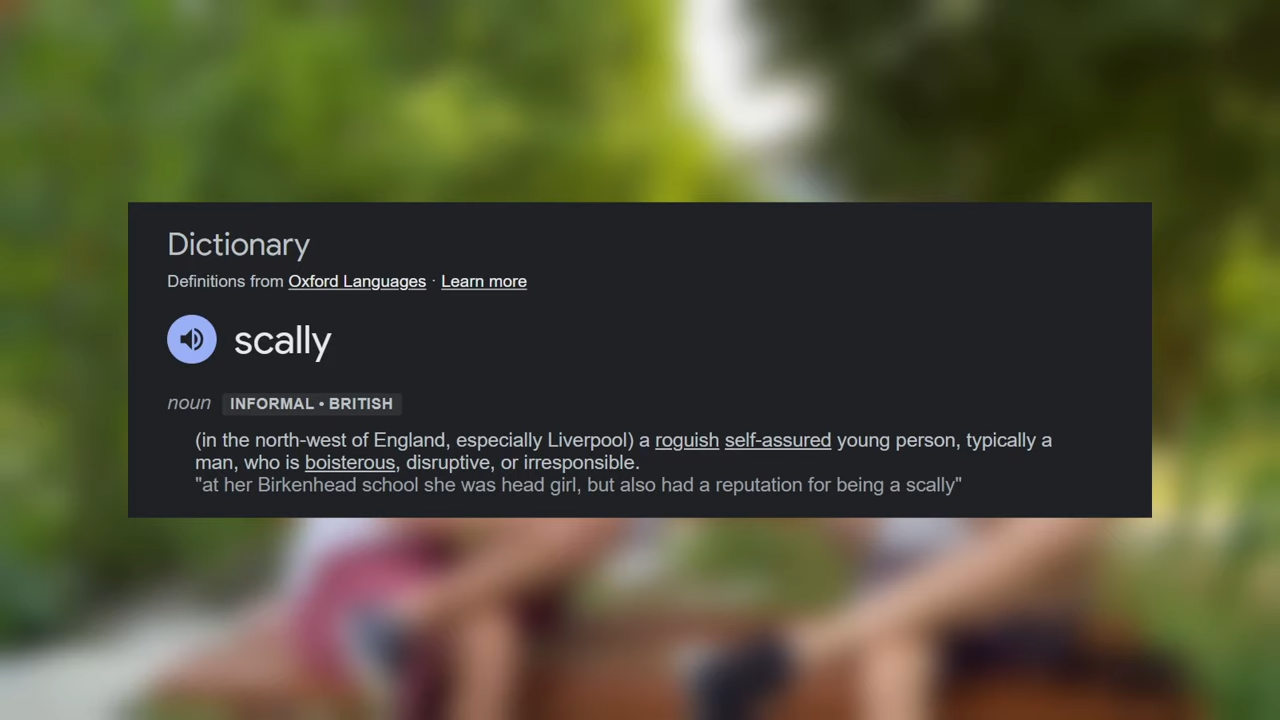 Dictionary
Definitions from Oxford Languages · Learn more
scally
noun INFORMAL • BRITISH
(in the north-west of England, especially Liverpool) a roguish self-assured young person, typically a
man, who is boisterous, disruptive, or irresponsible.
"at her Birkenhead school she was head girl, but also had a reputation for being a scally"